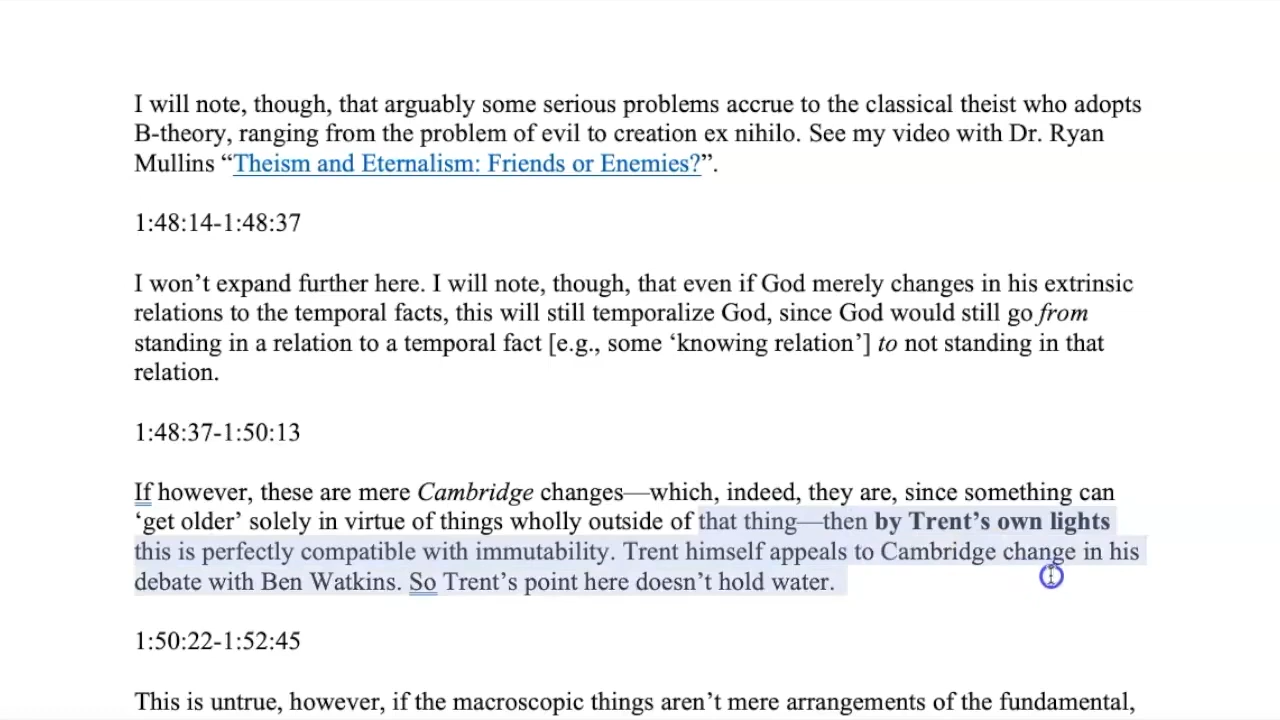 I will note, though, that arguably some serious problems accrue to the classical theist who adopts
B-theory, ranging from the problem of evil to creation ex nihilo. See my video with Dr. Ryan
Mullins “Theism and Eternalism: Friends or Enemies?”.
1:48:14-1:48:37
I won’t expand further here. I will note, though, that even if God merely changes in his extrinsic
relations to the temporal facts, this will still temporalize God, since God would still go from
standing in a relation to a temporal fact [e.g., some ‘knowing relation’] to not standing in that
relation.
1:48:37-1:50:13
If however, these are mere Cambridge changes—which, indeed, they are, since something can
‘get older’ solely in virtue of things wholly outside of that thing—then by Trent’s own lights
this is perfectly compatible with immutability. Trent himself appeals to Cambridge change in his
debate with Ben Watkins. So Trent’s point here doesn’t hold water.
1:50:22-1:52:45
This is untrue, however, if the macroscopic things aren’t mere arrangements of the fundamental,